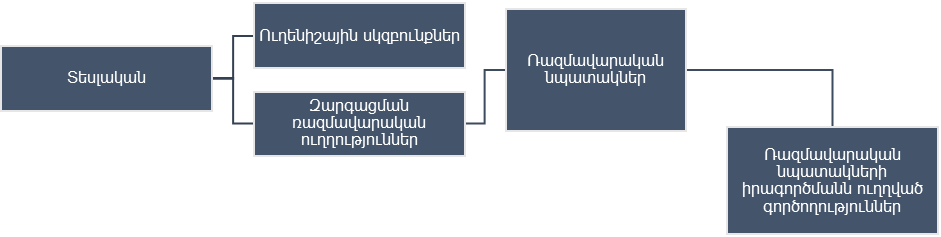 Տեսլական
Ուղենիշային սկզբունքներ
Զարգացման
ռազմավարական
ուղղություններ
Ռազմավարական
նպատակներ
Ռազմավարական
նպատակների
իրագործմանն ուղղված
գործողություններ